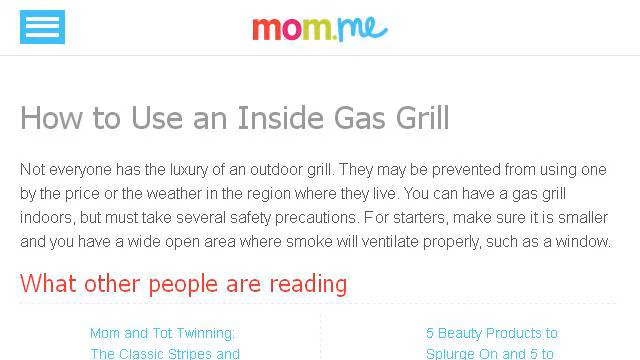 mom.me
How to Use an Inside Gas Grill
Not everyone has the luxury of an outdoor grill. They may be prevented from using one
by the price or the weather in the region where they live. You can have a gas grill
indoors, but must take several safety precautions. For starters, make sure it is smaller
and you have a wide open area where smoke will ventilate properly, such as a window.
What other people are reading
Mom and Tot Twinning:
The Classic Stripes and
5 Beauty Products to
Splurge On and 5 to